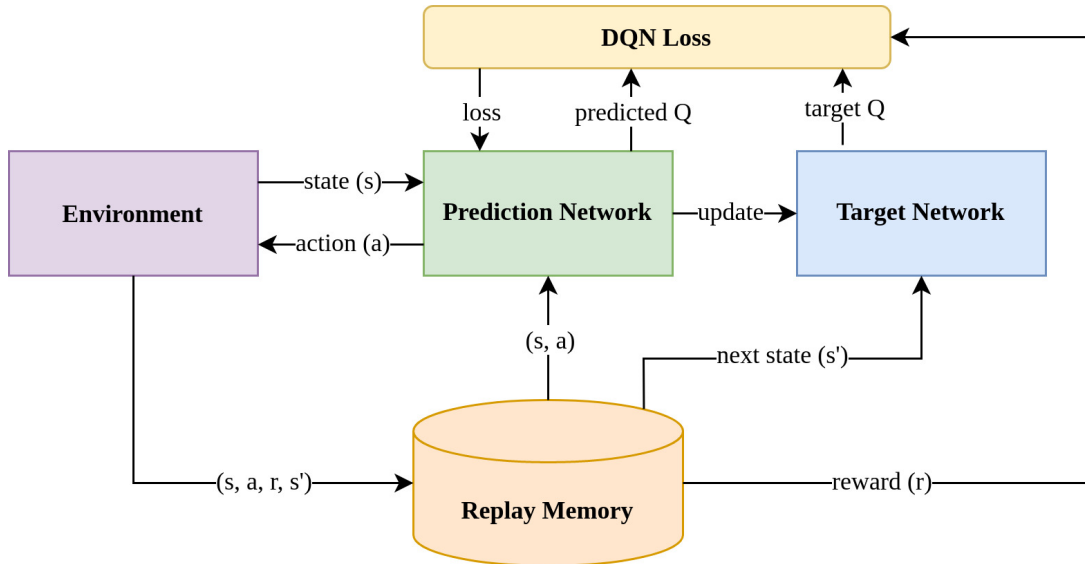 DQN Loss
loss
predicted Q
target Q
state (s)
Environment
Prediction Network
update
Target Network
action (a)
(s, a)
next state (s')
(s, a, r, s')
Replay Memory
reward (r)